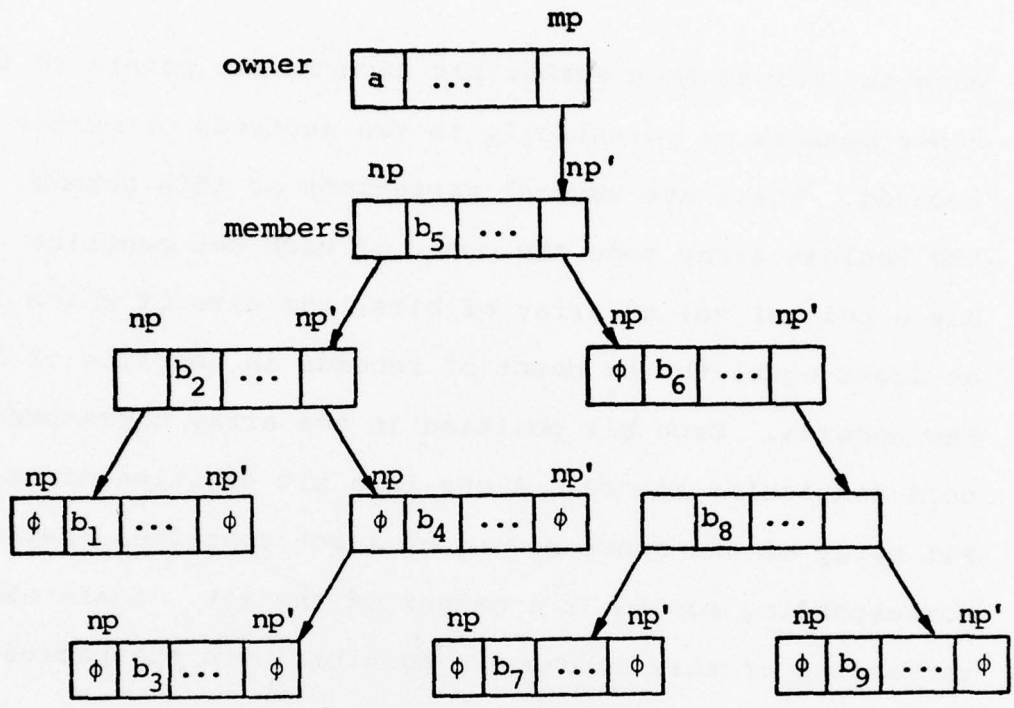 mp
owner a ...
np np'
members b5 ...
np np' np np'
b2 ... ϕ b6 ...
np np' np np'
ϕ b1 ... ϕ ϕ b4 ... ϕ b8 ...
np np' np np' np np'
ϕ b3 ... ϕ ϕ b7 ... ϕ ϕ b9 ... ϕ